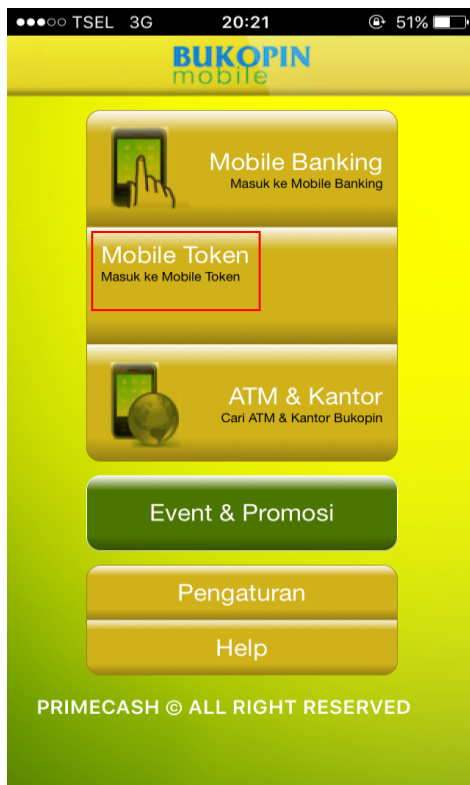 TSEL 3G 20:21 51%
BUKOPIN
mobile
Mobile Banking
Masuk ke Mobile Banking
Mobile Token
Masuk ke Mobile Token
ATM & Kantor
Cari ATM & Kantor Bukopin
Event & Promosi
Pengaturan
Help
PRIMECASH © ALL RIGHT RESERVED